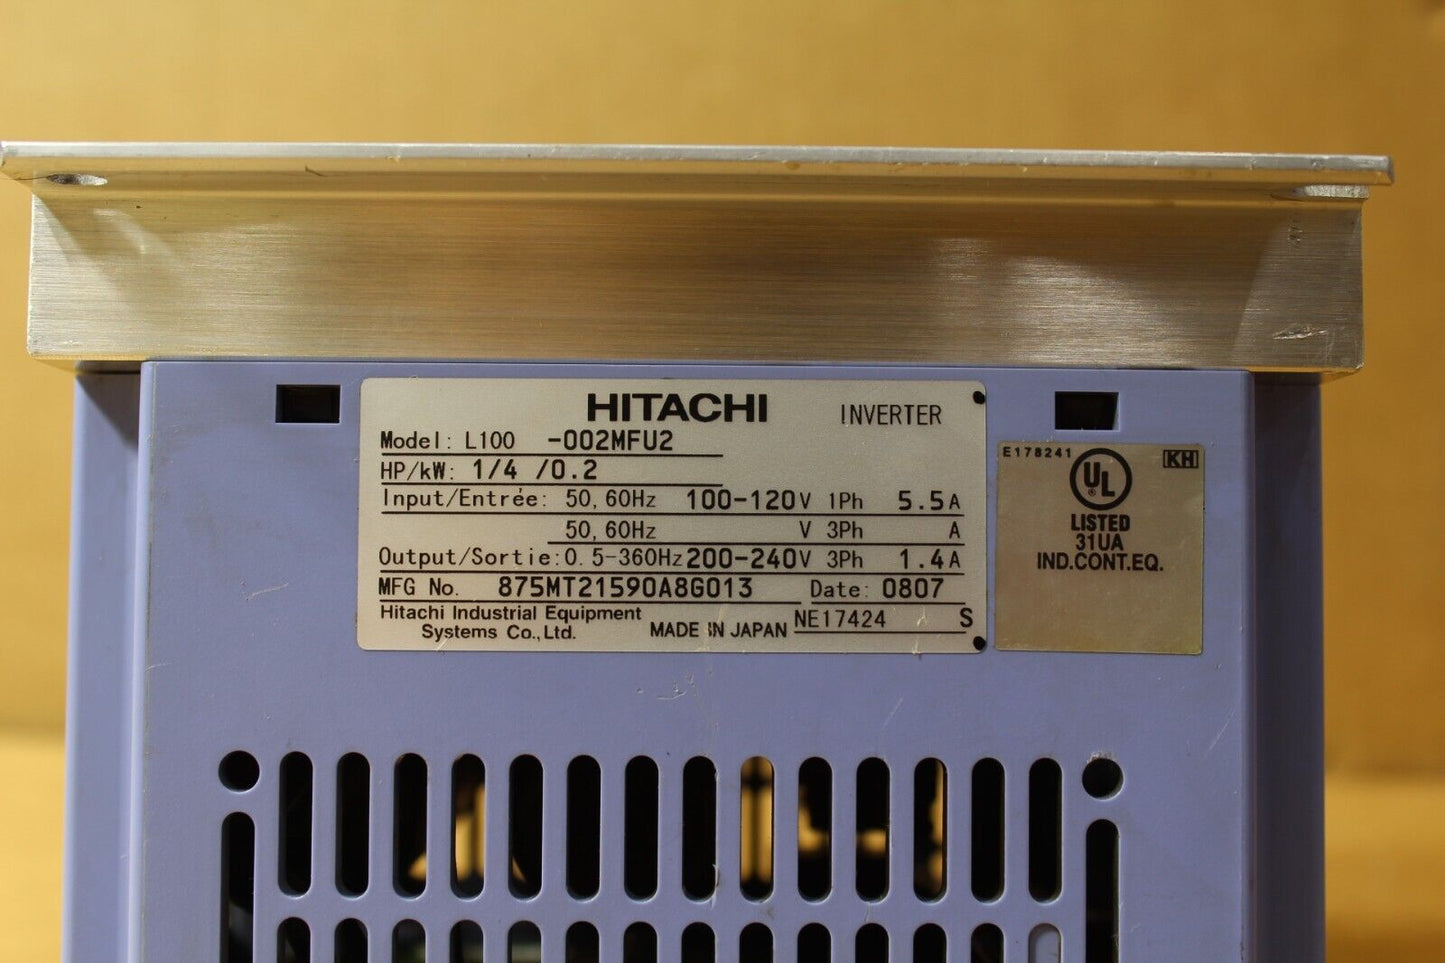 HITACHI INVERTER
Model: L100 -002MFU2
HP/kW: 1/4 /0.2
Input/Entrée: 50, 60Hz 100-120V 1Ph 5.5A
50, 60Hz V 3Ph A
Output/Sortie: 0.5-360Hz 200-240V 3Ph 1.4A
MFG No. 875MT21590A8G013 Date: 0807
Hitachi Industrial Equipment
Systems Co., Ltd. MADE IN JAPAN NE17424 S
E178241 KH
UL ®
LISTED
31UA
IND.CONT.EQ.